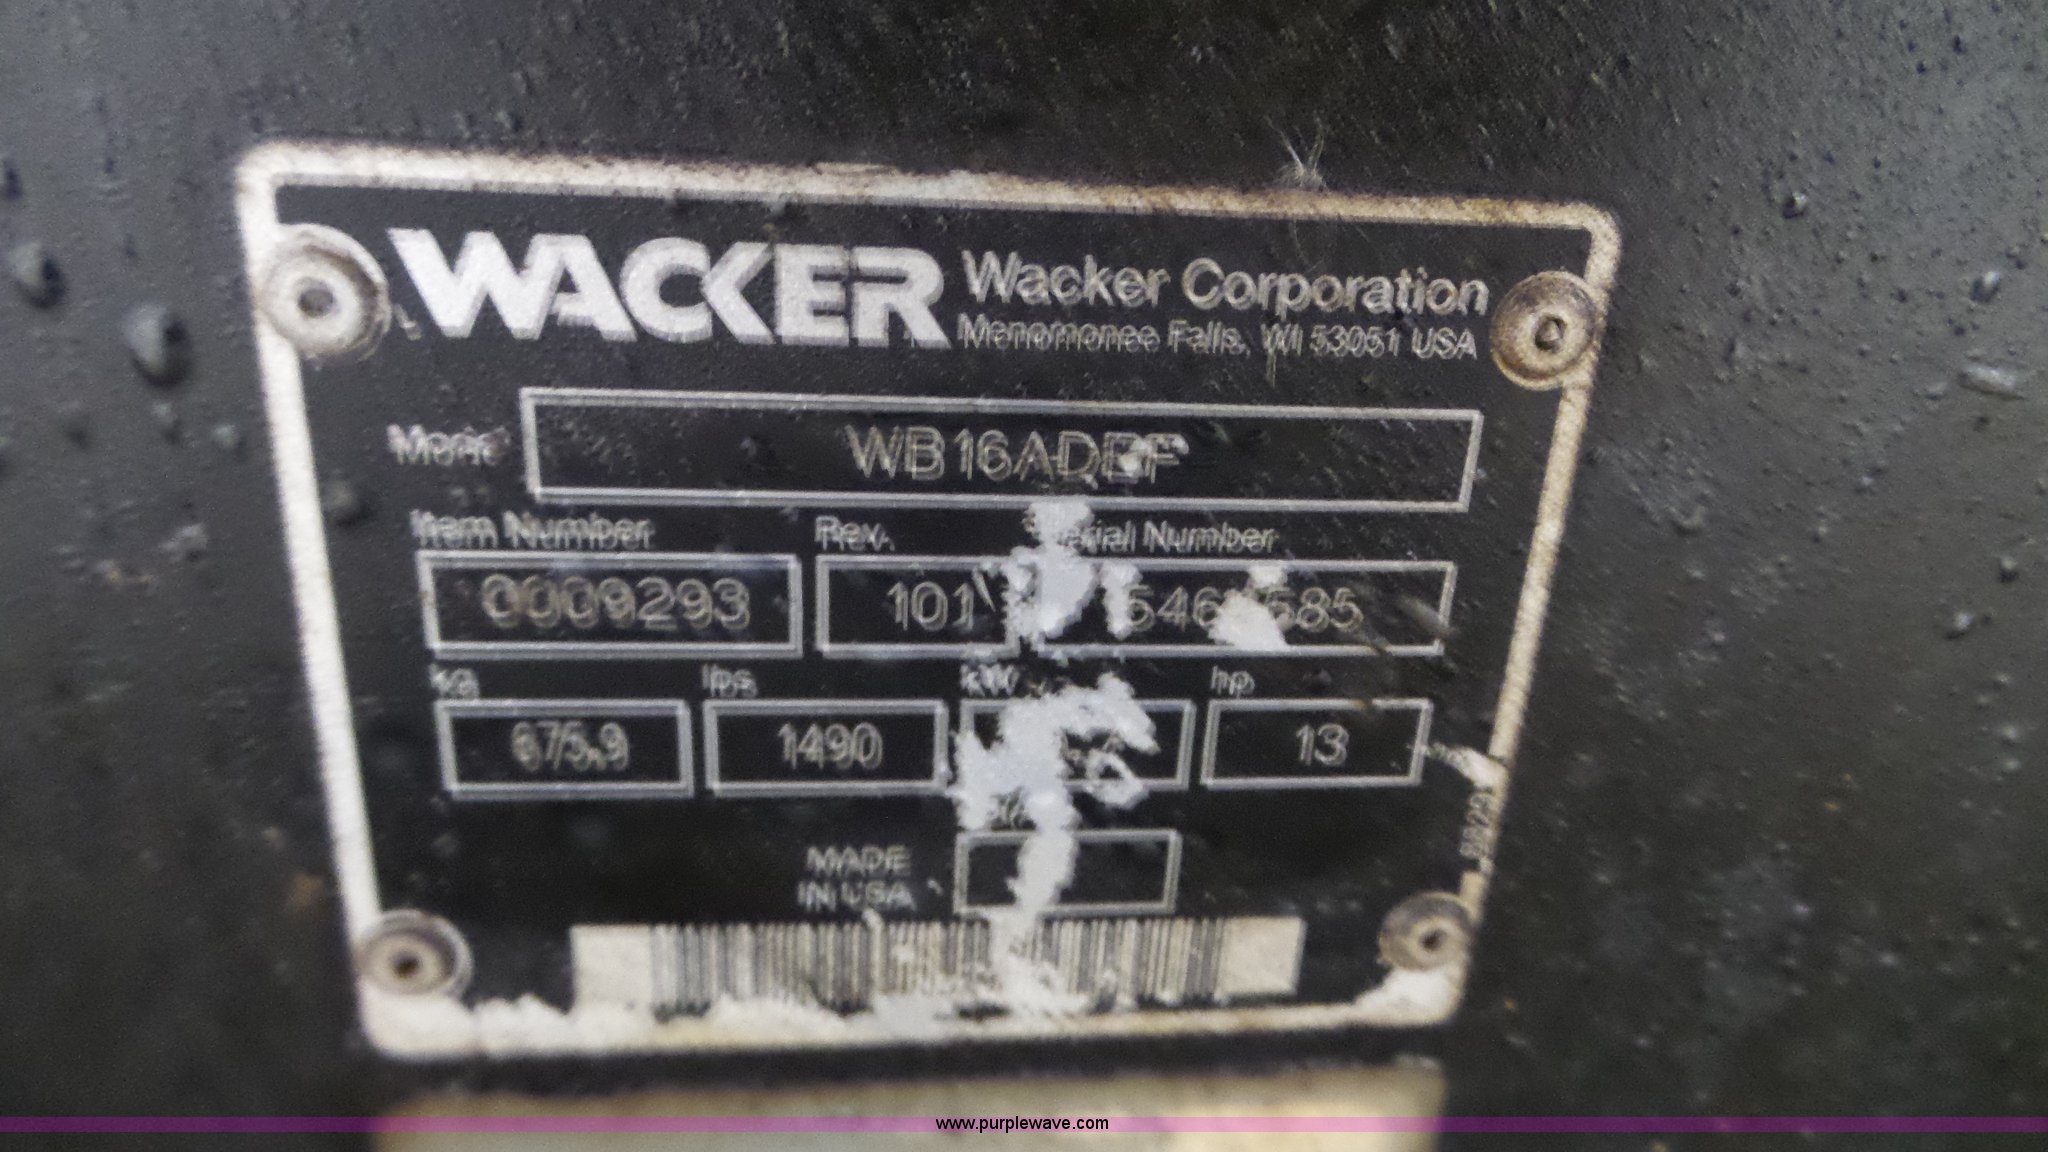 WACKER Wacker Corporation
Menomonee Falls, WI 53051 USA
Model WB16ADEF
Item Number Rev. Serial Number
0009293 101
kg lbs kW hp
675.9 1490 13
MADE
IN USA
www.purplewave.com